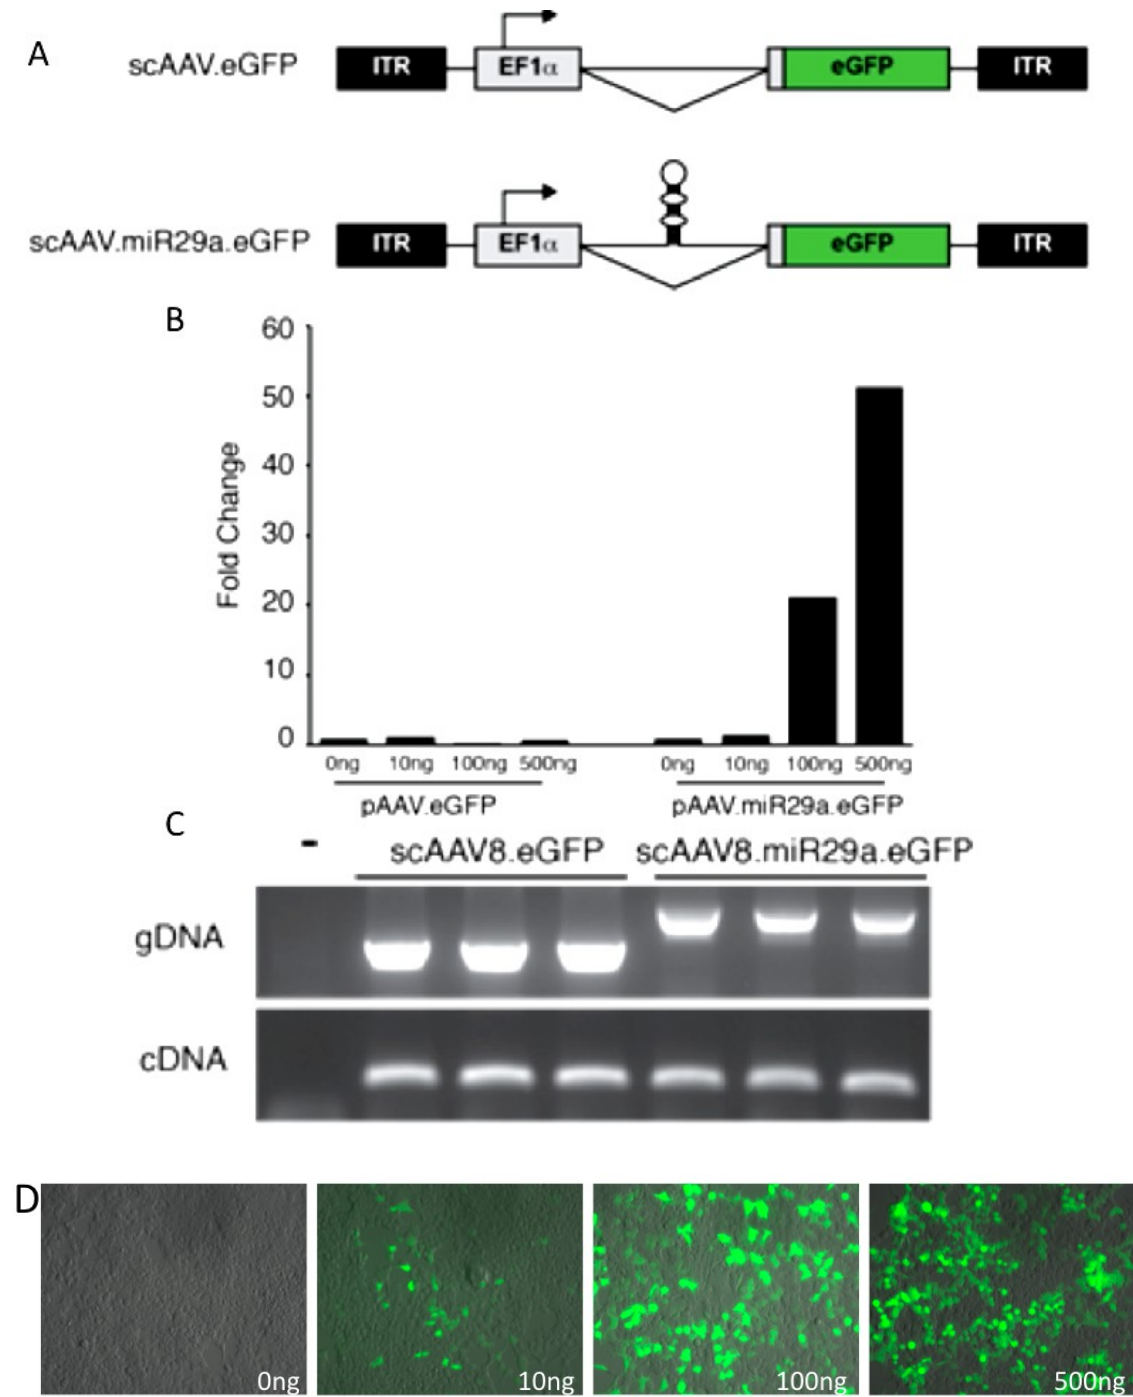 A
scAAV.eGFP
ITR EF1α eGFP ITR
scAAV.miR29a.eGFP
ITR EF1α eGFP ITR
B
Fold Change
60
50
40
30
20
10
0
0ng 10ng 100ng 500ng 0ng 10ng 100ng 500ng
pAAV.eGFP pAAV.miR29a.eGFP
C
- scAAV8.eGFP scAAV8.miR29a.eGFP
gDNA
cDNA
D
0ng 10ng 100ng 500ng